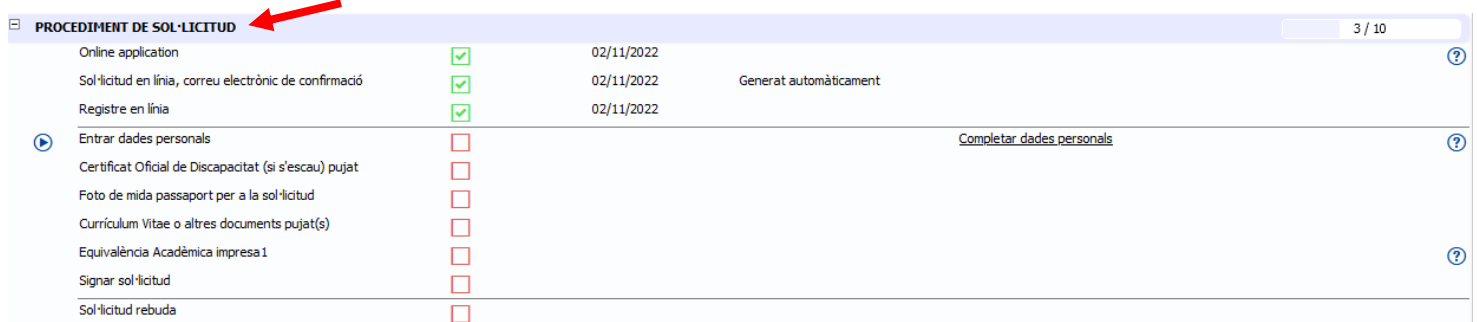 PROCEDIMENT DE SOL·LICITUD 3 / 10
Online application 02/11/2022
Sol·licitud en línia, correu electrònic de confirmació 02/11/2022 Generat automàticament
Registre en línia 02/11/2022
Entrar dades personals Completar dades personals
Certificat Oficial de Discapacitat (si s'escau) pujat
Foto de mida passaport per a la sol·licitud
Currículum Vitae o altres documents pujat(s)
Equivalència Acadèmica impresa1
Signar sol·licitud
Sol·licitud rebuda